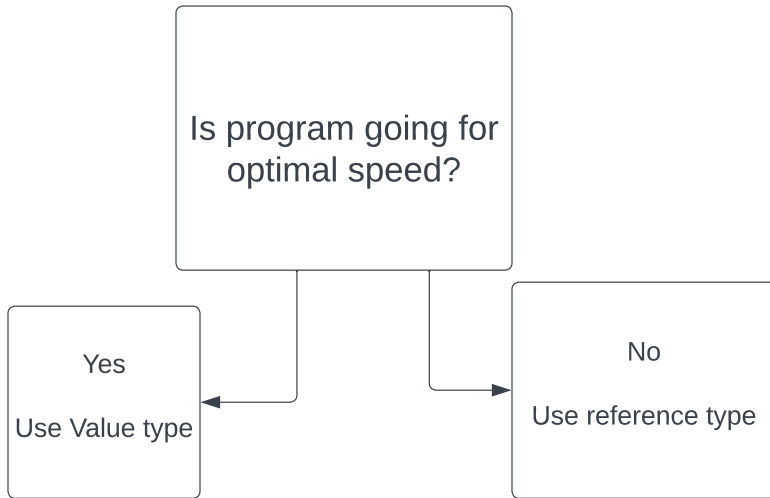 Is program going for
optimal speed?
Yes
Use Value type
No
Use reference type